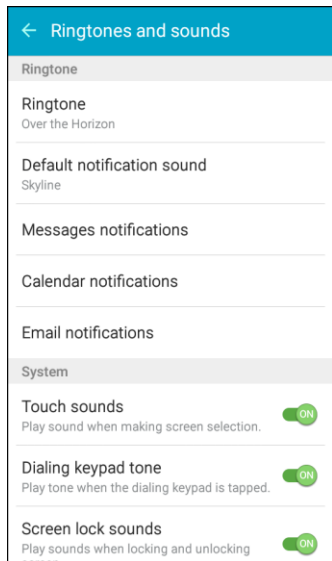 Ringtones and sounds
Ringtone
Ringtone
Over the Horizon
Default notification sound
Skyline
Messages notifications
Calendar notifications
Email notifications
System
Touch sounds
ON
Play sound when making screen selection.
Dialing keypad tone
ON
Play tone when the dialing keypad is tapped.
Screen lock sounds
ON
Play sounds when locking and unlocking